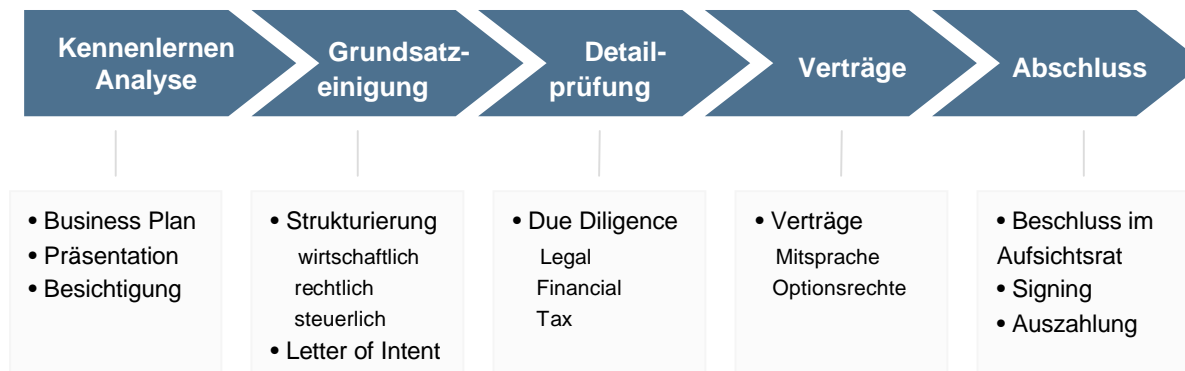 Kennenlernen
Analyse
Grundsatz-
einigung
Detail-
prüfung
Verträge
Abschluss
• Business Plan
• Präsentation
• Besichtigung
• Strukturierung
wirtschaftlich
rechtlich
steuerlich
• Letter of Intent
• Due Diligence
Legal
Financial
Tax
• Verträge
Mitsprache
Optionsrechte
• Beschluss im
Aufsichtsrat
• Signing
• Auszahlung